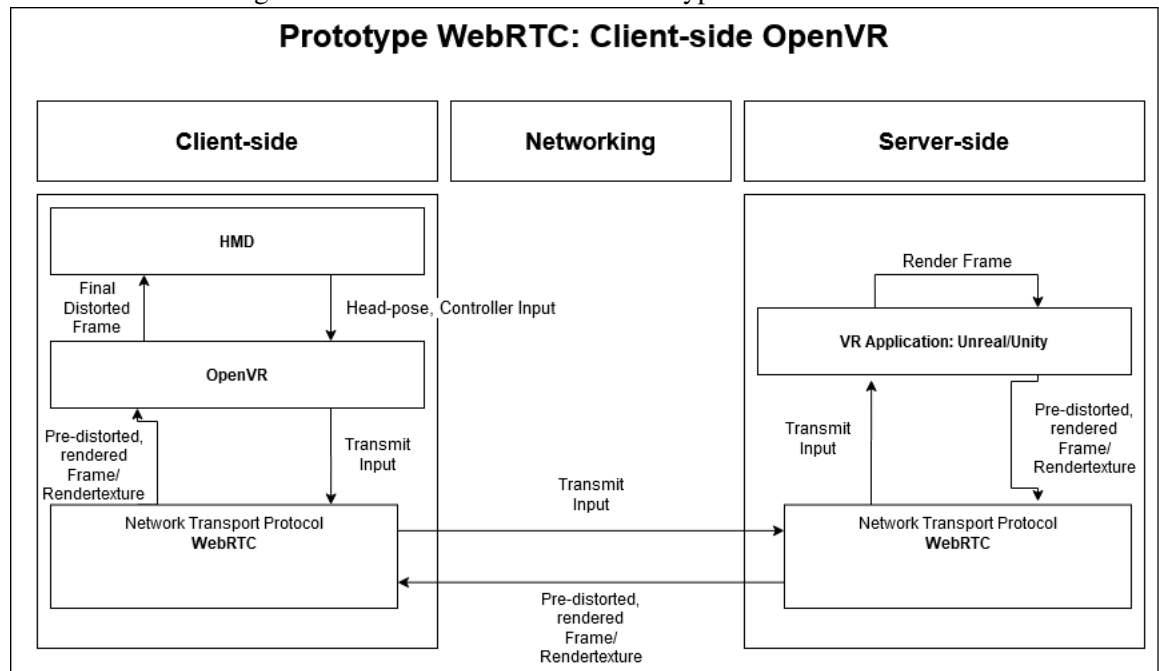 Prototype WebRTC: Client-side OpenVR
Client-side
Networking
Server-side
HMD
Final
Distorted
Frame
Head-pose, Controller Input
OpenVR
Pre-distorted,
rendered
Frame/
Rendertexture
Transmit
Input
Network Transport Protocol
WebRTC
Transmit
Input
Pre-distorted,
rendered
Frame/
Rendertexture
Render Frame
VR Application: Unreal/Unity
Transmit
Input
Pre-distorted,
rendered
Frame/
Rendertexture
Network Transport Protocol
WebRTC